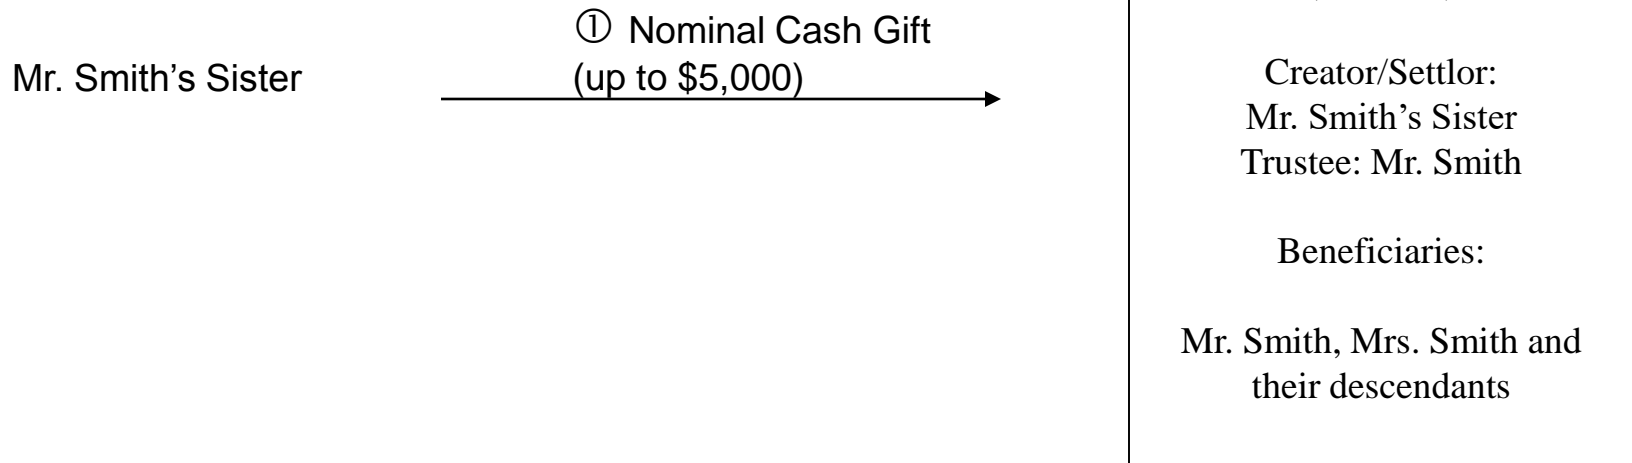 ① Nominal Cash Gift
Mr. Smith’s Sister
(up to $5,000)
Creator/Settlor:
Mr. Smith’s Sister
Trustee: Mr. Smith
Beneficiaries:
Mr. Smith, Mrs. Smith and
their descendants